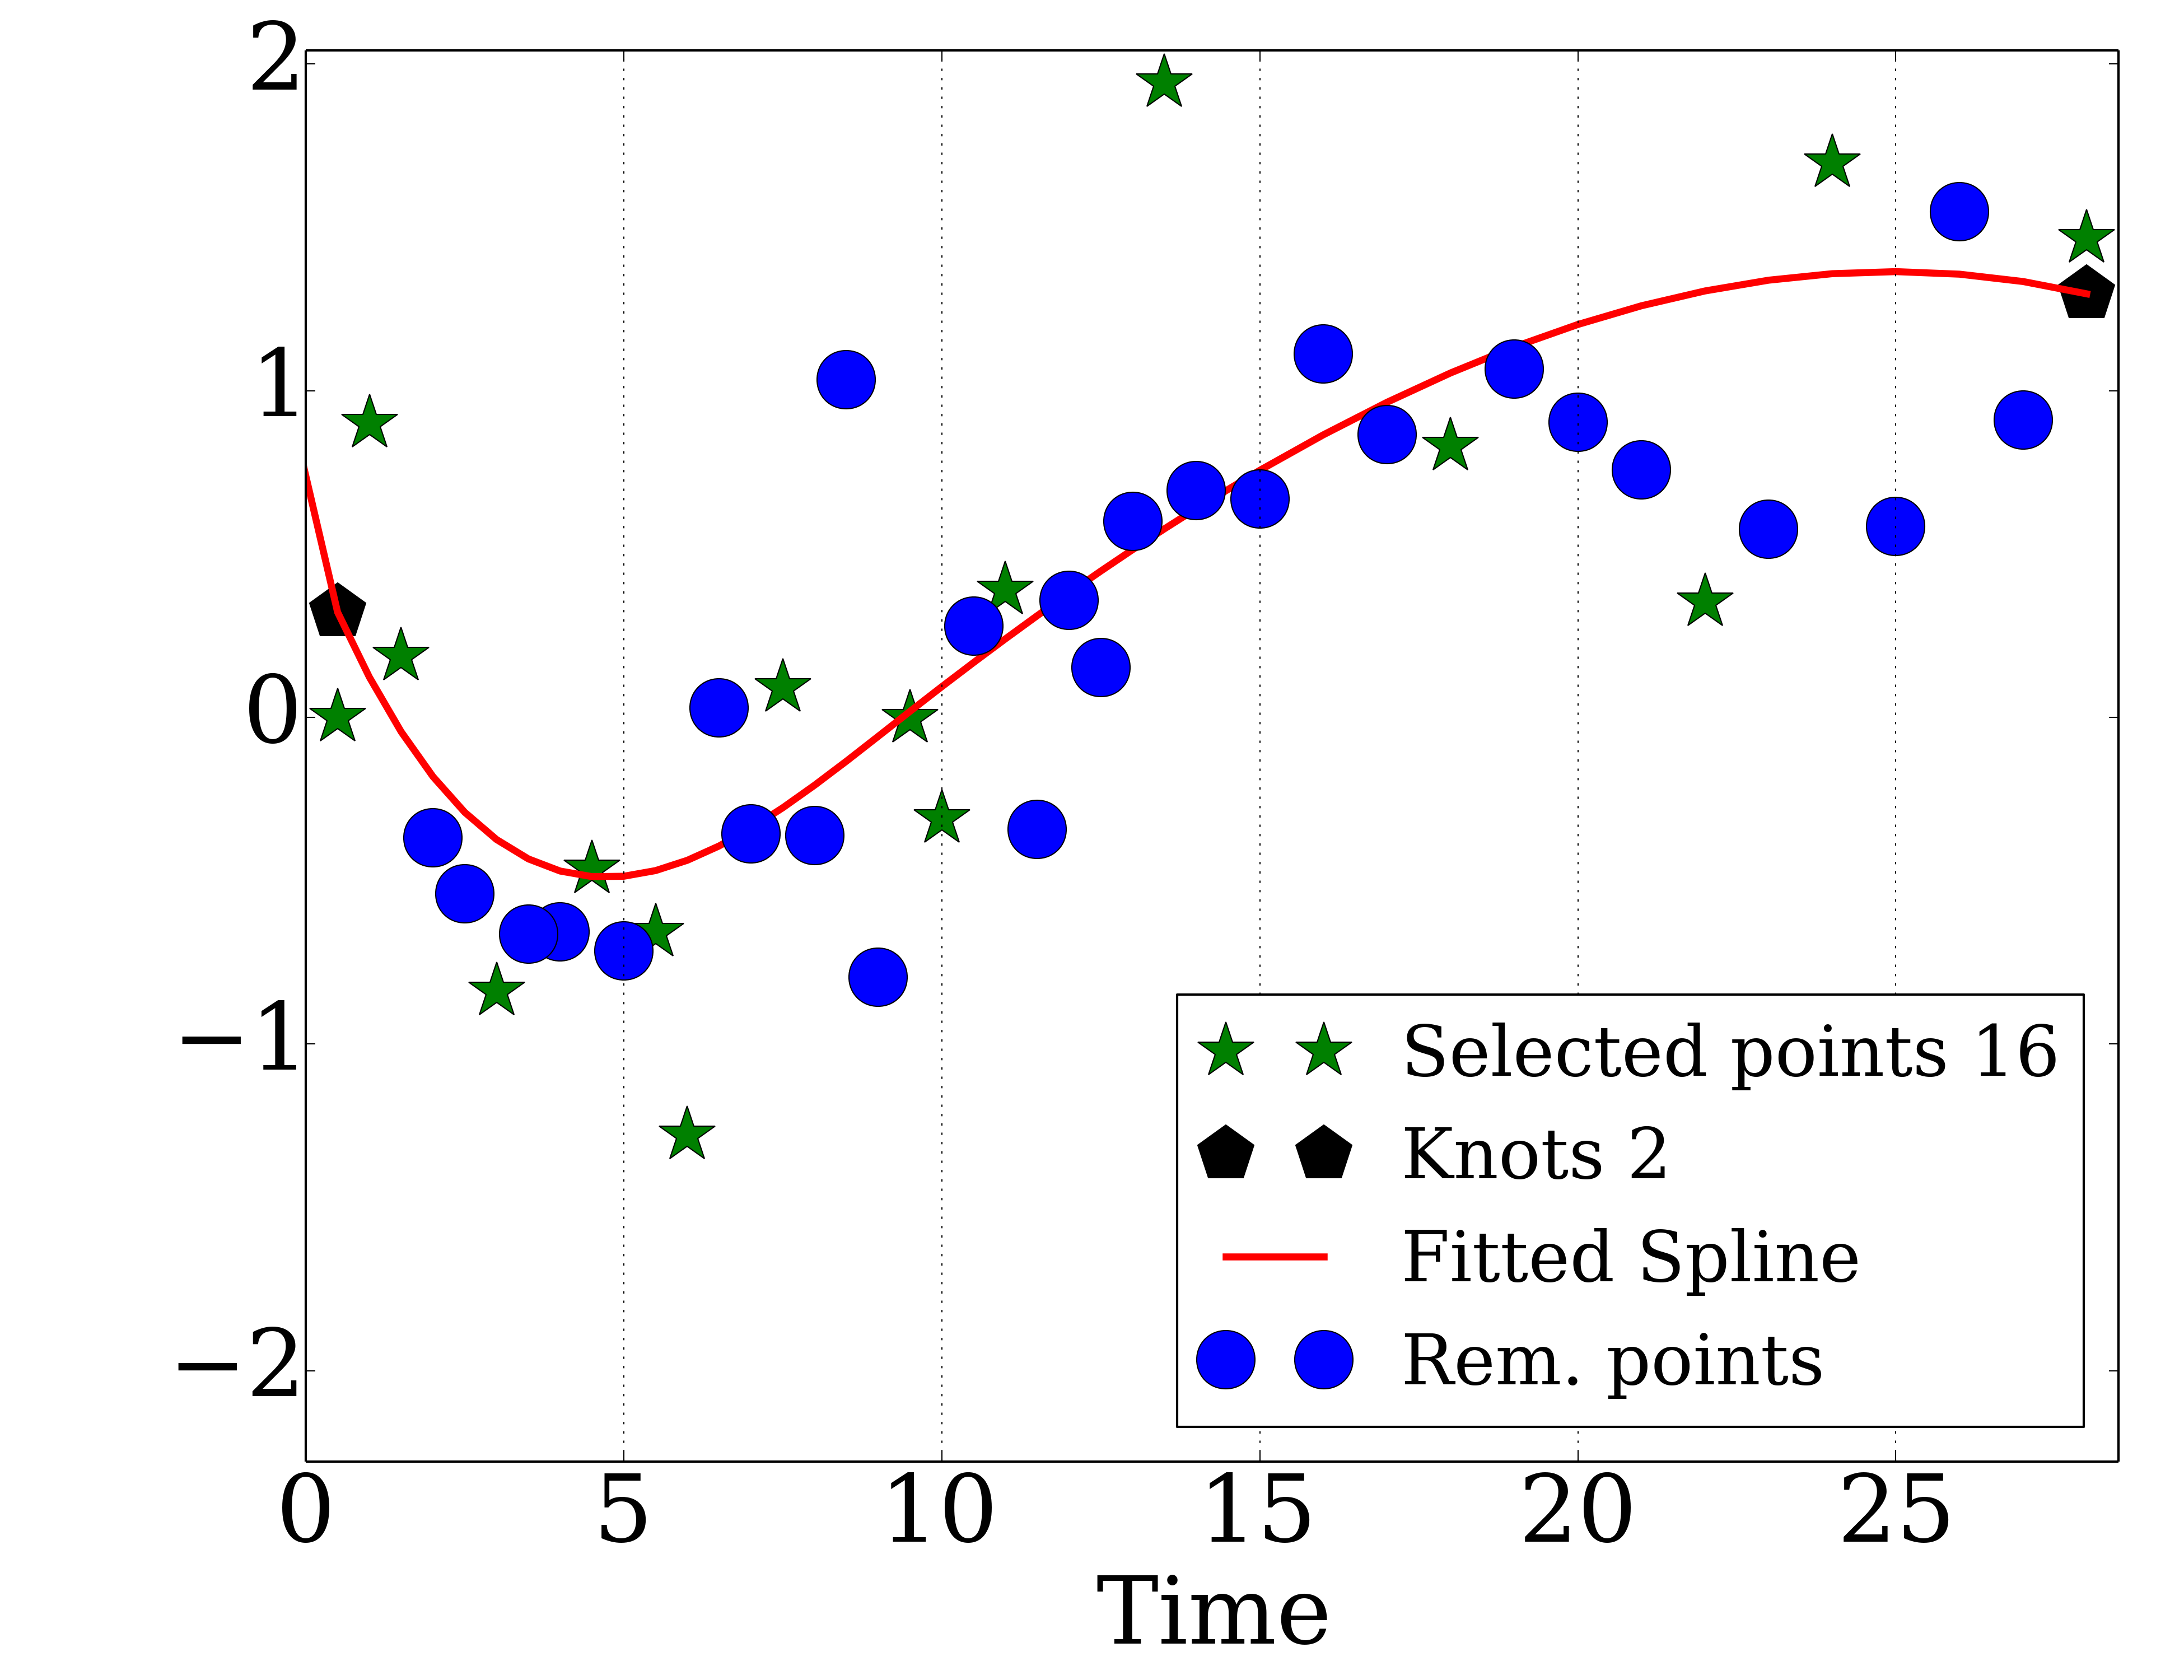 2
1
0
−1
−2
0 5 10 15 20 25
Time
Selected points 16
Knots 2
Fitted Spline
Rem. points